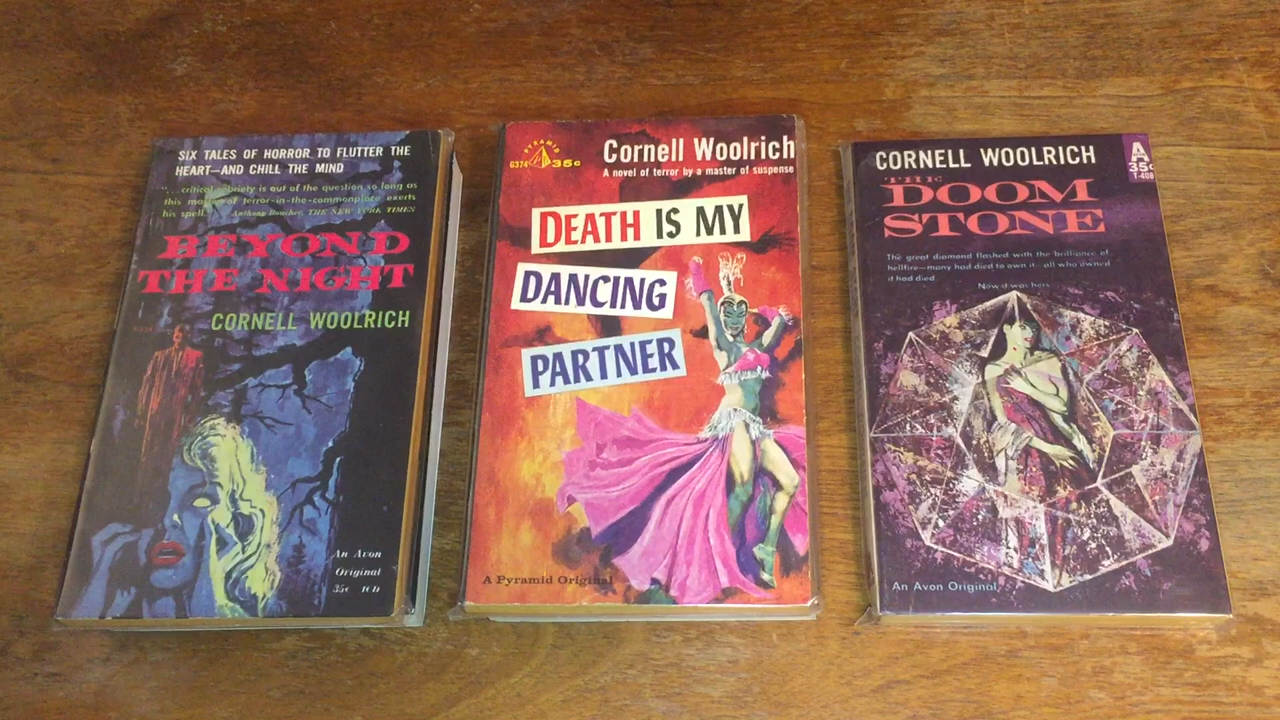 SIX TALES OF HORROR TO FLUTTER THE
HEART—AND CHILL THE MIND
"...critical sobriety is out of the question so long as
this master of terror-in-the-commonplace exerts
his spell." Anthony Boucher, THE NEW YORK TIMES
BEYOND
THE NIGHT
CORNELL WOOLRICH
An Avon
Original
35c
PYRAMID
G374 35c
Cornell Woolrich
A novel of terror by a master of suspense
DEATH IS MY
DANCING
PARTNER
A Pyramid Original
CORNELL WOOLRICH
A
35c
T-408
THE
DOOM
STONE
The great diamond flashed with the brilliance of
hellfire—many had died to own it—all who owned
it had died.
Now it was hers
An Avon Original